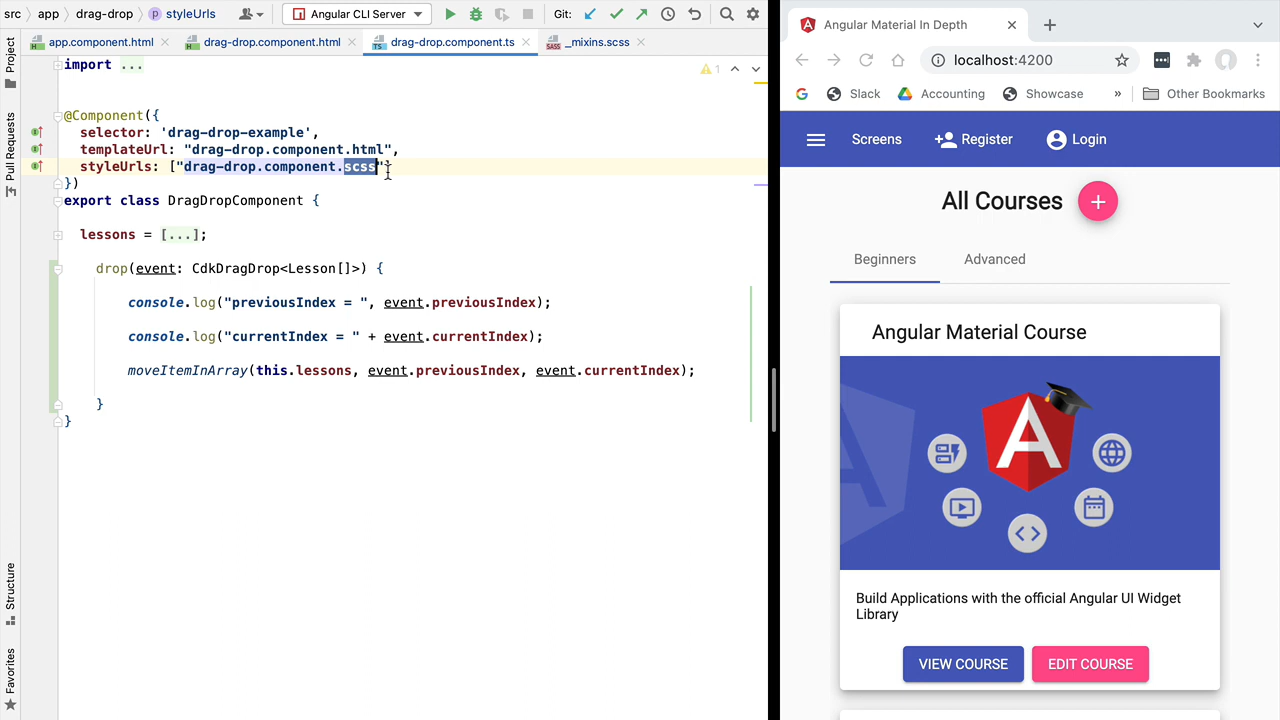 src app drag-drop styleUrls Angular CLI Server Git:
app.component.html drag-drop.component.html drag-drop.component.ts _mixins.scss
Project
Pull Requests
Structure
Favorites
import ...
1
@Component({
selector: 'drag-drop-example',
templateUrl: "drag-drop.component.html",
styleUrls: ["drag-drop.component.scss"
})
export class DragDropComponent {
lessons = [...];
drop(event: CdkDragDrop<Lesson[]>) {
console.log("previousIndex = ", event.previousIndex);
console.log("currentIndex = " + event.currentIndex);
moveItemInArray(this.lessons, event.previousIndex, event.currentIndex);
}
}
Angular Material In Depth
localhost:4200
Slack Accounting Showcase » Other Bookmarks
Screens Register Login
All Courses
Beginners Advanced
Angular Material Course
Build Applications with the official Angular UI Widget
Library
VIEW COURSE EDIT COURSE